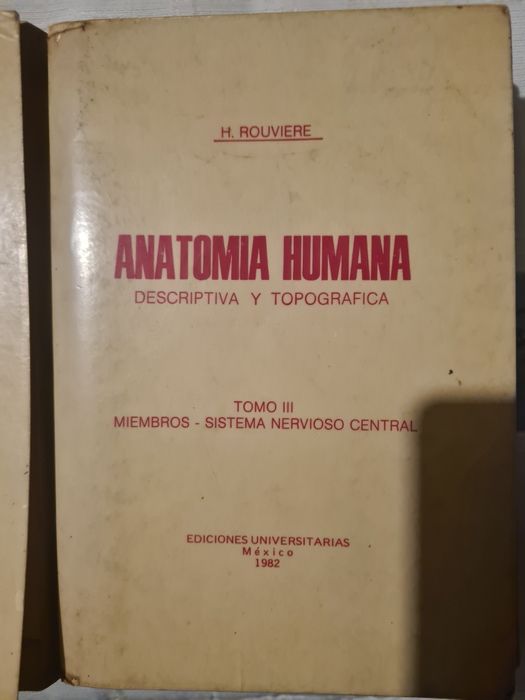 H. ROUVIERE
ANATOMIA HUMANA
DESCRIPTIVA Y TOPOGRAFICA
TOMO III
MIEMBROS - SISTEMA NERVIOSO CENTRAL
EDICIONES UNIVERSITARIAS
México
1982